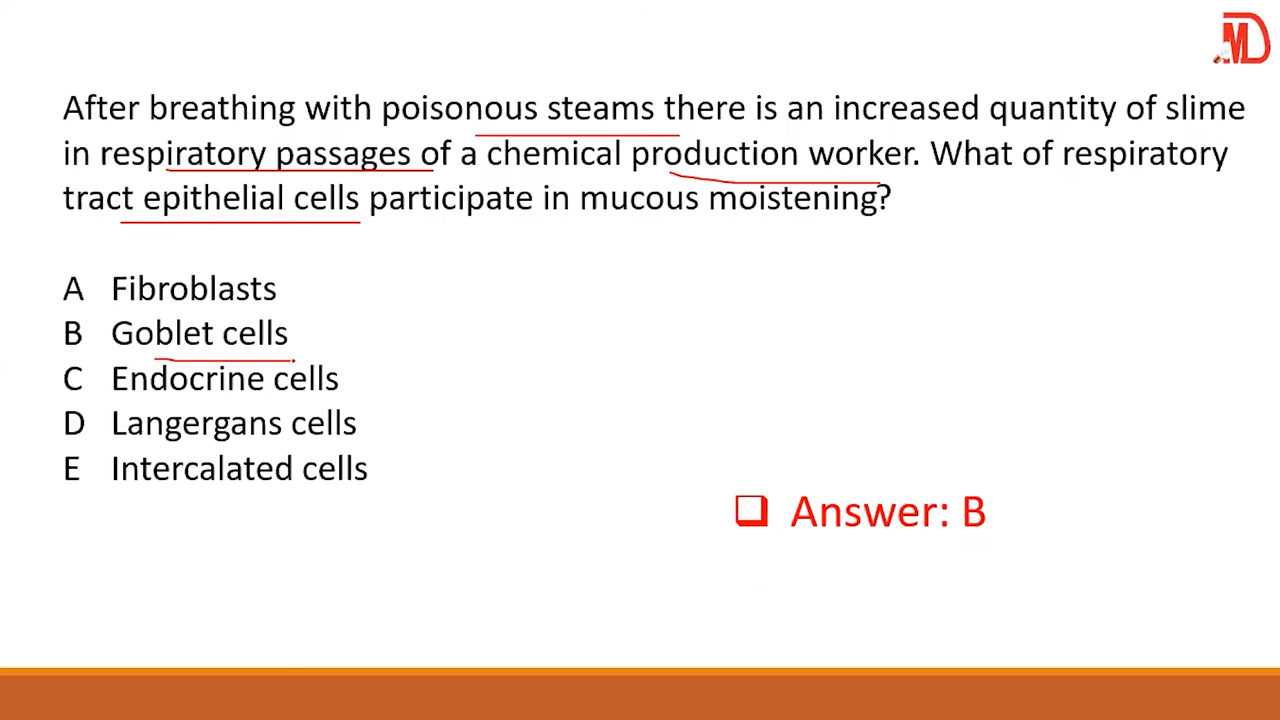 MD
After breathing with poisonous steams there is an increased quantity of slime
in respiratory passages of a chemical production worker. What of respiratory
tract epithelial cells participate in mucous moistening?
A Fibroblasts
B Goblet cells
C Endocrine cells
D Langergans cells
E Intercalated cells
❑ Answer: B